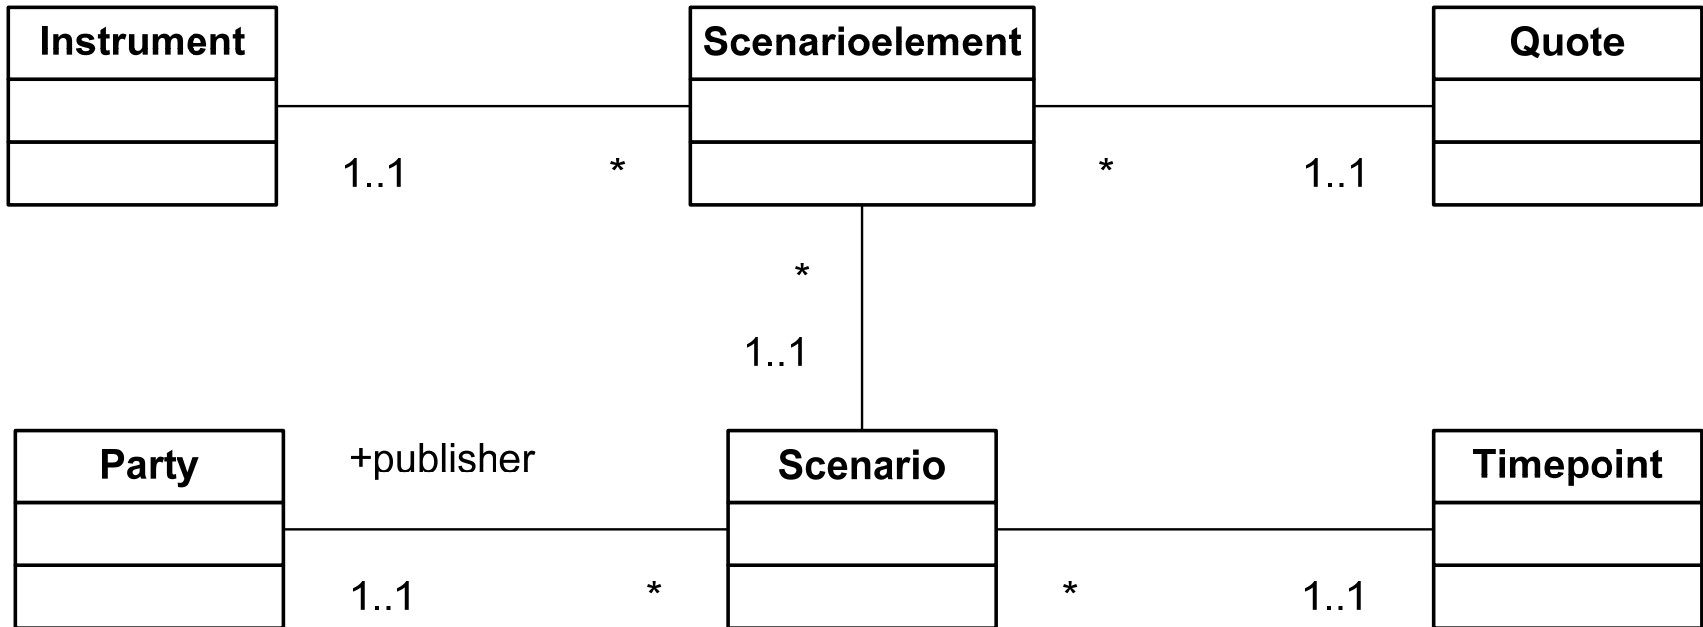 Instrument
Scenarioelement
Quote
1..1
*
*
1..1
*
1..1
Party
+publisher
Scenario
Timepoint
1..1
*
*
1..1